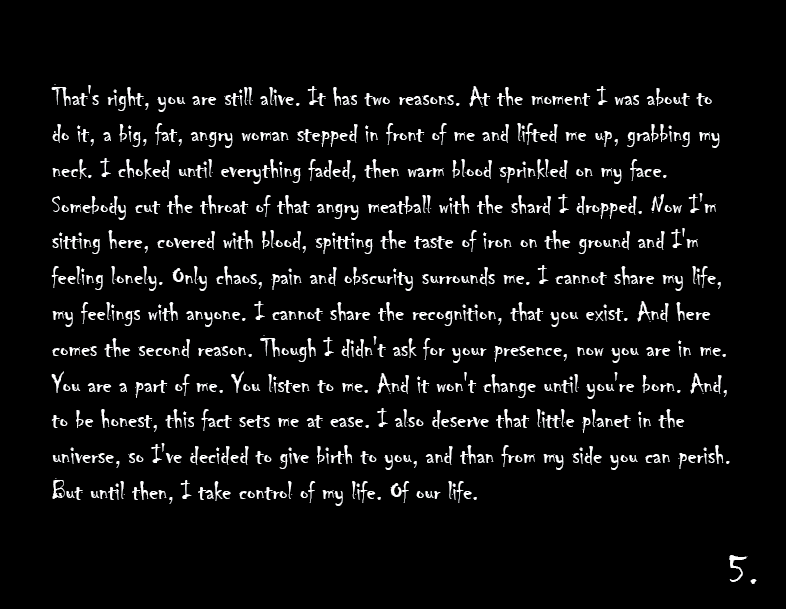 That's right, you are still alive. It has two reasons. At the moment I was about to
do it, a big, fat, angry woman stepped in front of me and lifted me up, grabbing my
neck. I choked until everything faded, then warm blood sprinkled on my face.
Somebody cut the throat of that angry meatball with the shard I dropped. Now I'm
sitting here, covered with blood, spitting the taste of iron on the ground and I'm
feeling lonely. Only chaos, pain and obscurity surrounds me. I cannot share my life,
my feelings with anyone. I cannot share the recognition, that you exist. And here
comes the second reason. Though I didn't ask for your presence, now you are in me.
You are a part of me. You listen to me. And it won't change until you're born. And,
to be honest, this fact sets me at ease. I also deserve that little planet in the
universe, so I've decided to give birth to you, and than from my side you can perish.
But until then, I take control of my life. Of our life.
5.